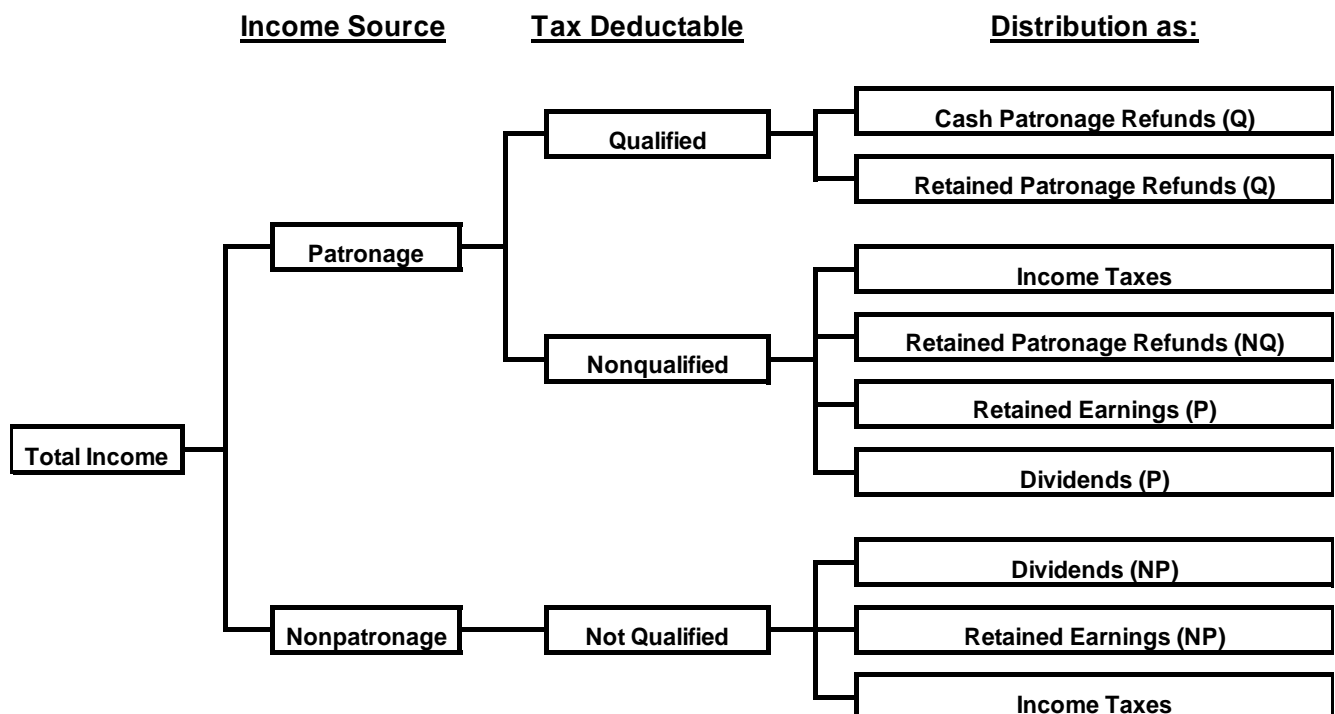 Income Source Tax Deductable Distribution as:
Cash Patronage Refunds (Q)
Qualified
Retained Patronage Refunds (Q)
Patronage
Income Taxes
Retained Patronage Refunds (NQ)
Nonqualified
Retained Earnings (P)
Total Income
Dividends (P)
Dividends (NP)
Nonpatronage Not Qualified Retained Earnings (NP)
Income Taxes